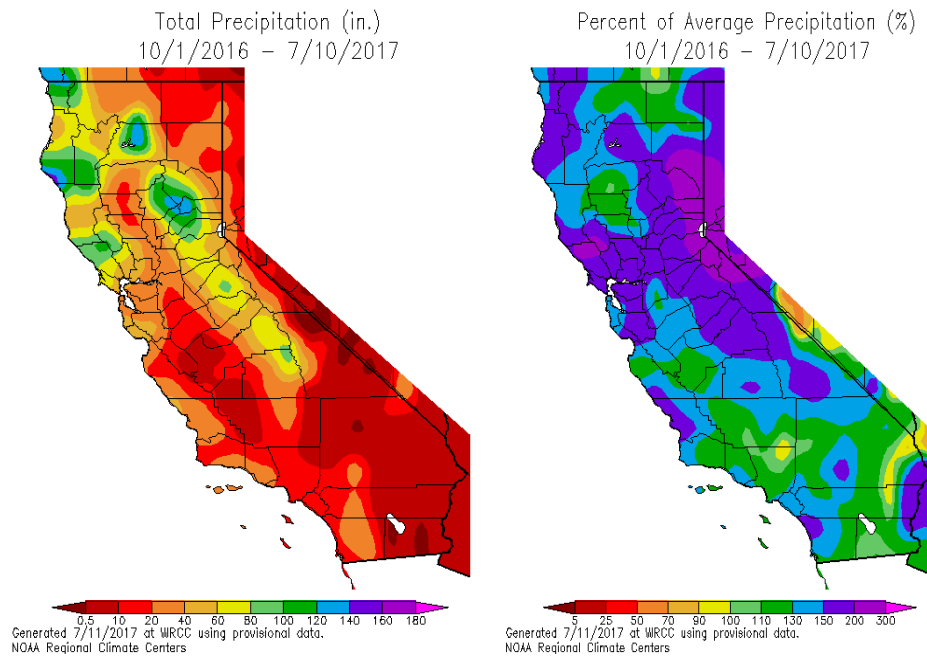 Total Precipitation (in.)
10/1/2016 – 7/10/2017
0.5 10 20 40 60 80 100 120 140 160 180
Generated 7/11/2017 at WRCC using provisional data.
NOAA Regional Climate Centers
Percent of Average Precipitation (%)
10/1/2016 – 7/10/2017
5 25 50 70 90 100 110 130 150 200 300
Generated 7/11/2017 at WRCC using provisional data.
NOAA Regional Climate Centers